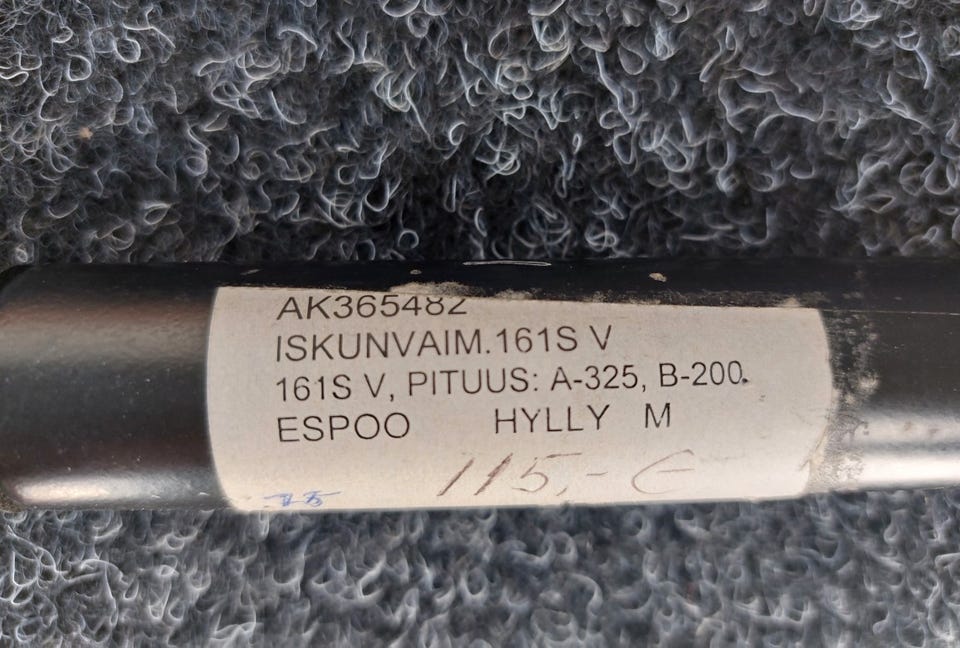 AK365482
ISKUNVAIM.161S V
161S V, PITUUS: A-325, B-200.
ESPOO HYLLY M
115,- €